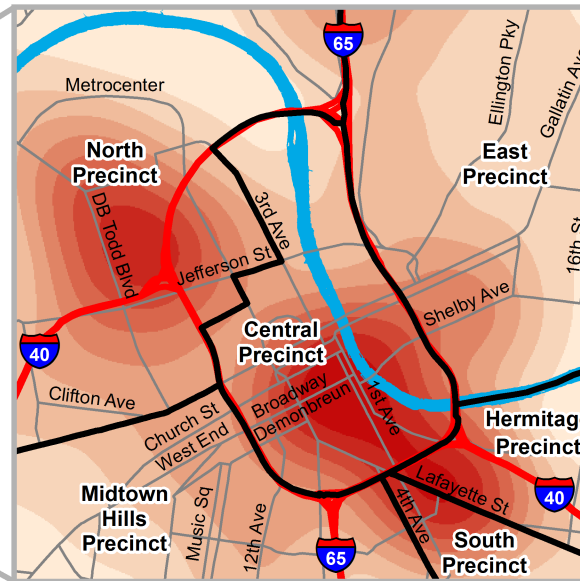 65
Ellington Pky
Gallatin Ave
Metrocenter
North
Precinct
East
Precinct
DB Todd Blvd
3rd Ave
16th St
Jefferson St
Shelby Ave
Central
Precinct
40
Broadway
Demonbreun
1st Ave
Clifton Ave
Church St
West End
Hermitag
Precinct
Lafayette St
40
Midtown
Hills
Precinct
Music Sq
12th Ave
4th Ave
65
South
Precinct